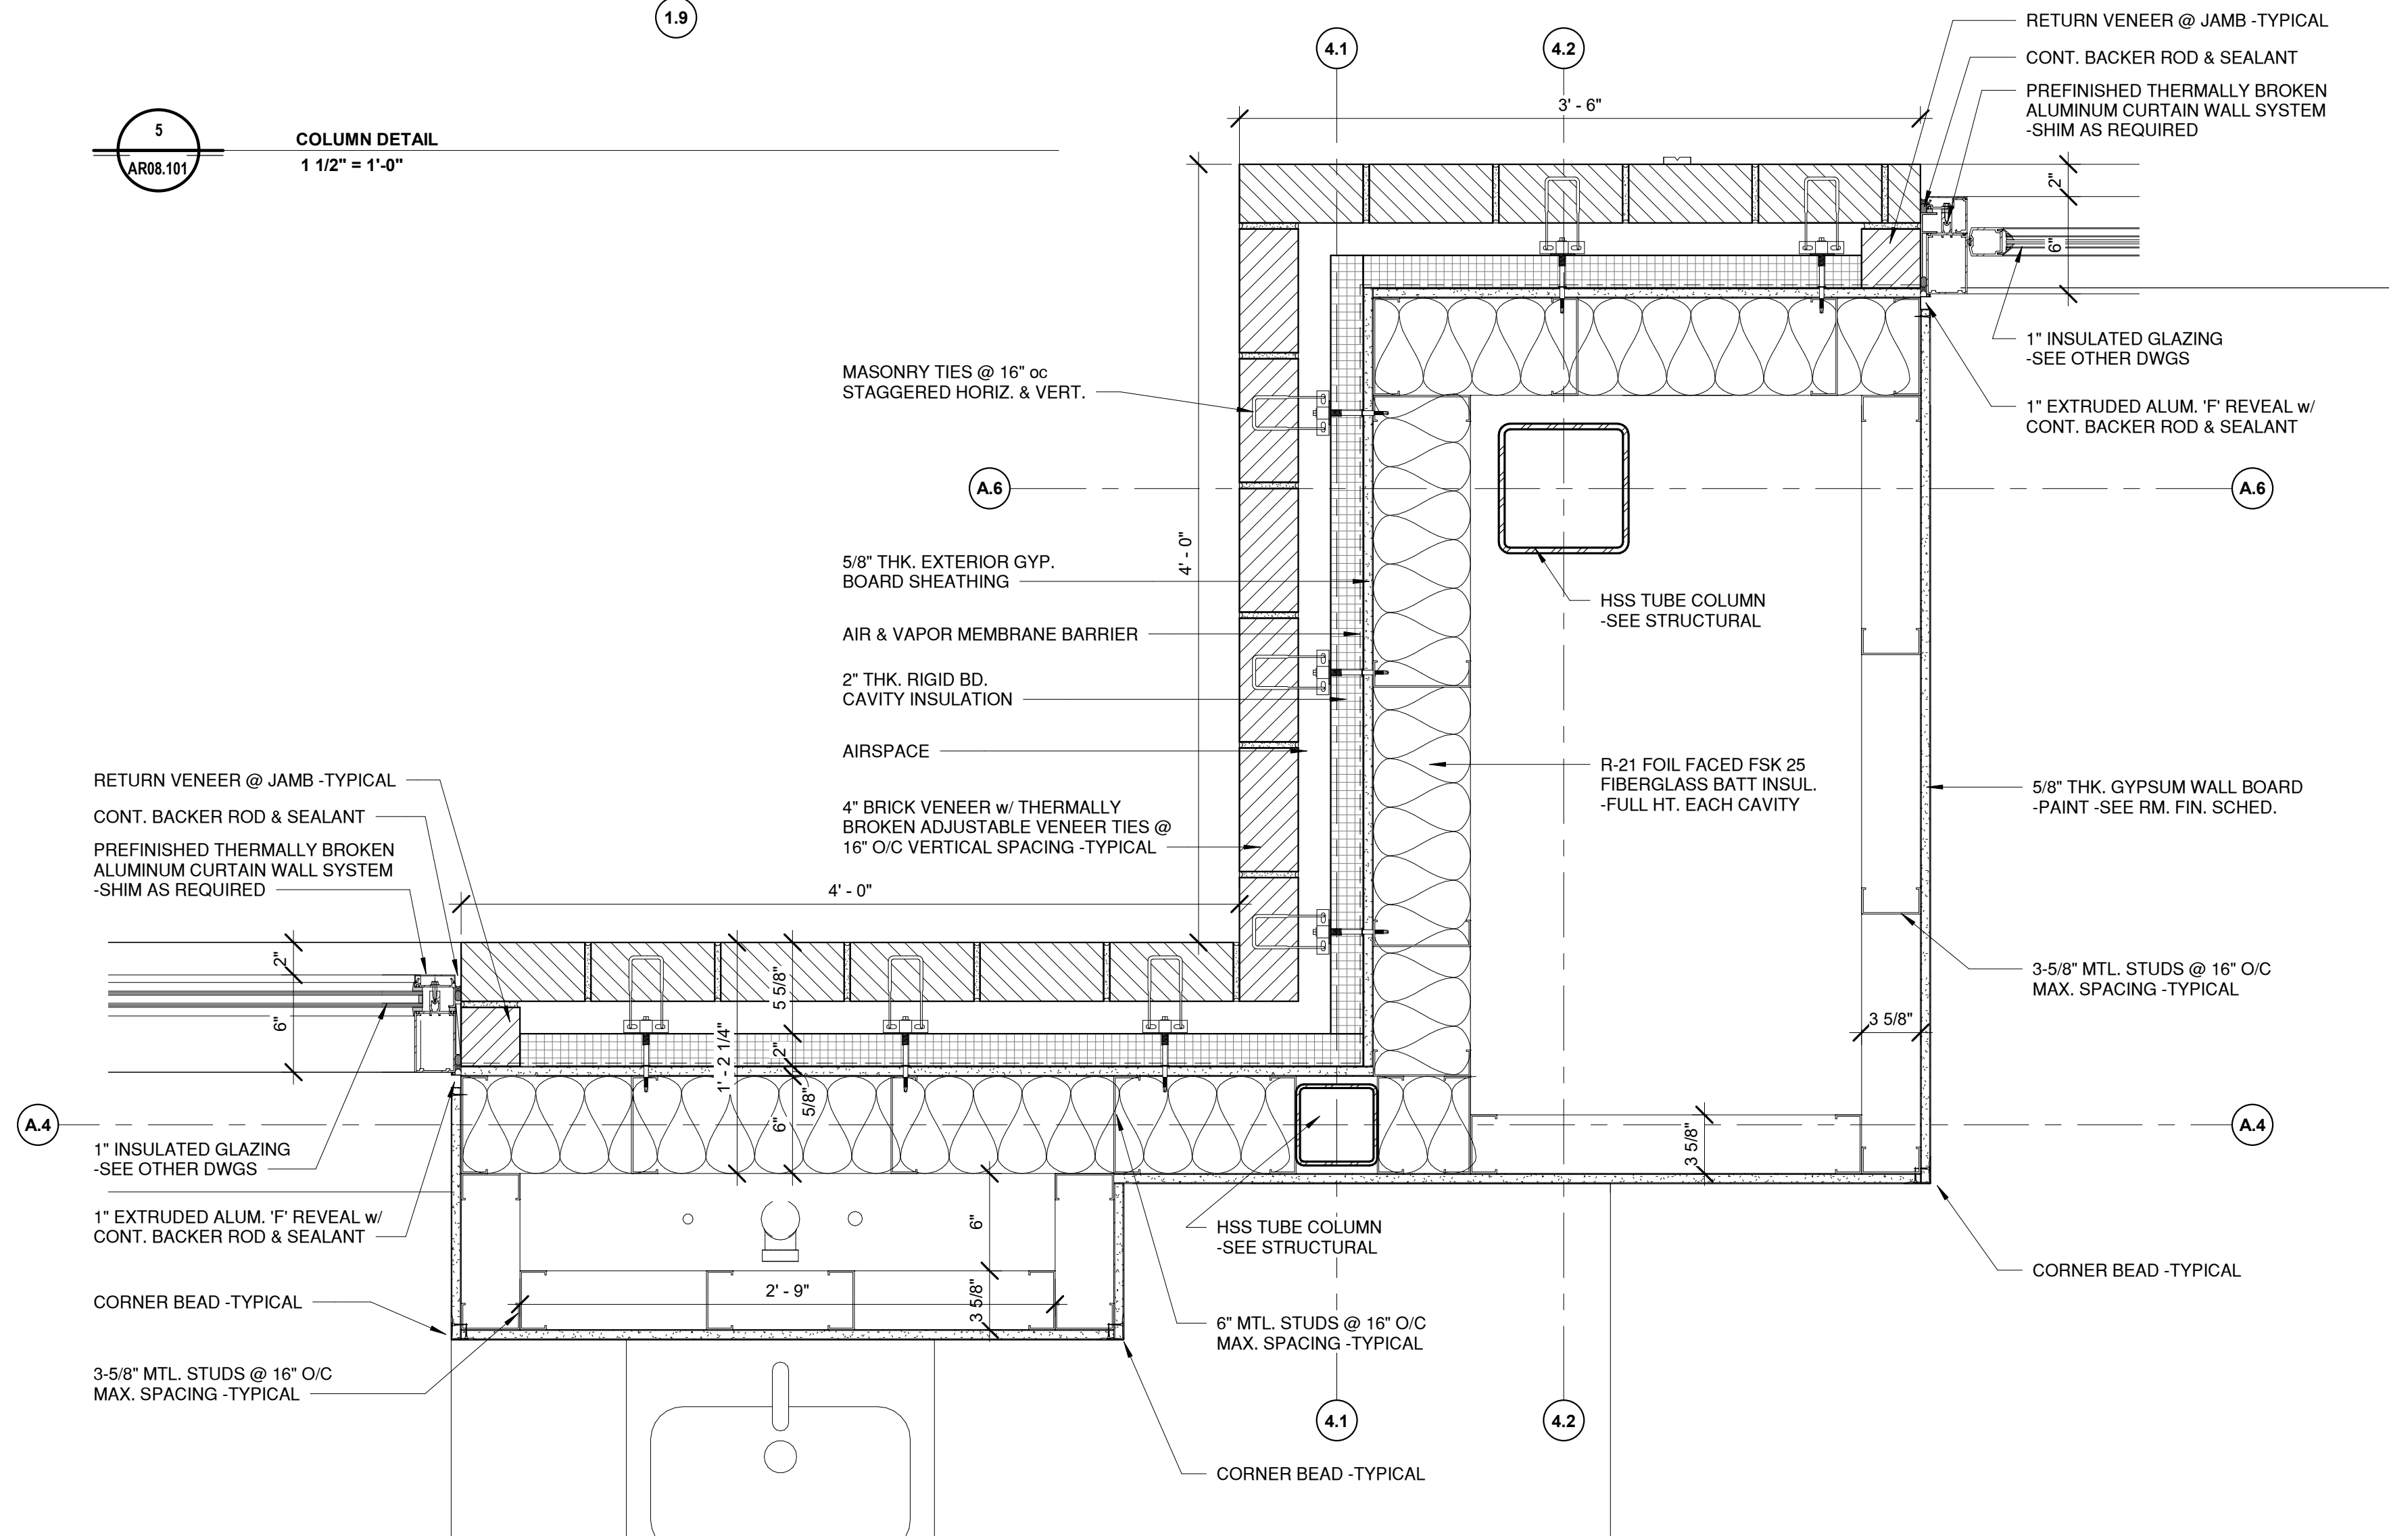 1.9
4.1
4.2
5
AR08.101
COLUMN DETAIL
1 1/2" = 1'-0"
3' - 6"
RETURN VENEER @ JAMB -TYPICAL
CONT. BACKER ROD & SEALANT
PREFINISHED THERMALLY BROKEN
ALUMINUM CURTAIN WALL SYSTEM
-SHIM AS REQUIRED
2"
6"
1" INSULATED GLAZING
-SEE OTHER DWGS
1" EXTRUDED ALUM. 'F' REVEAL w/
CONT. BACKER ROD & SEALANT
MASONRY TIES @ 16" oc
STAGGERED HORIZ. & VERT.
A.6
A.6
4' - 0"
5/8" THK. EXTERIOR GYP.
BOARD SHEATHING
AIR & VAPOR MEMBRANE BARRIER
2" THK. RIGID BD.
CAVITY INSULATION
AIRSPACE
4" BRICK VENEER w/ THERMALLY
BROKEN ADJUSTABLE VENEER TIES @
16" O/C VERTICAL SPACING -TYPICAL
HSS TUBE COLUMN
-SEE STRUCTURAL
R-21 FOIL FACED FSK 25
FIBERGLASS BATT INSUL.
-FULL HT. EACH CAVITY
5/8" THK. GYPSUM WALL BOARD
-PAINT -SEE RM. FIN. SCHED.
3-5/8" MTL. STUDS @ 16" O/C
MAX. SPACING -TYPICAL
3 5/8"
RETURN VENEER @ JAMB -TYPICAL
CONT. BACKER ROD & SEALANT
PREFINISHED THERMALLY BROKEN
ALUMINUM CURTAIN WALL SYSTEM
-SHIM AS REQUIRED
4' - 0"
2"
6"
5 5/8"
1' - 2 1/4"
2"
5/8"
6"
A.4
A.4
3 5/8"
1" INSULATED GLAZING
-SEE OTHER DWGS
1" EXTRUDED ALUM. 'F' REVEAL w/
CONT. BACKER ROD & SEALANT
6"
3 5/8"
2' - 9"
HSS TUBE COLUMN
-SEE STRUCTURAL
CORNER BEAD -TYPICAL
CORNER BEAD -TYPICAL
6" MTL. STUDS @ 16" O/C
MAX. SPACING -TYPICAL
3-5/8" MTL. STUDS @ 16" O/C
MAX. SPACING -TYPICAL
4.1
4.2
CORNER BEAD -TYPICAL